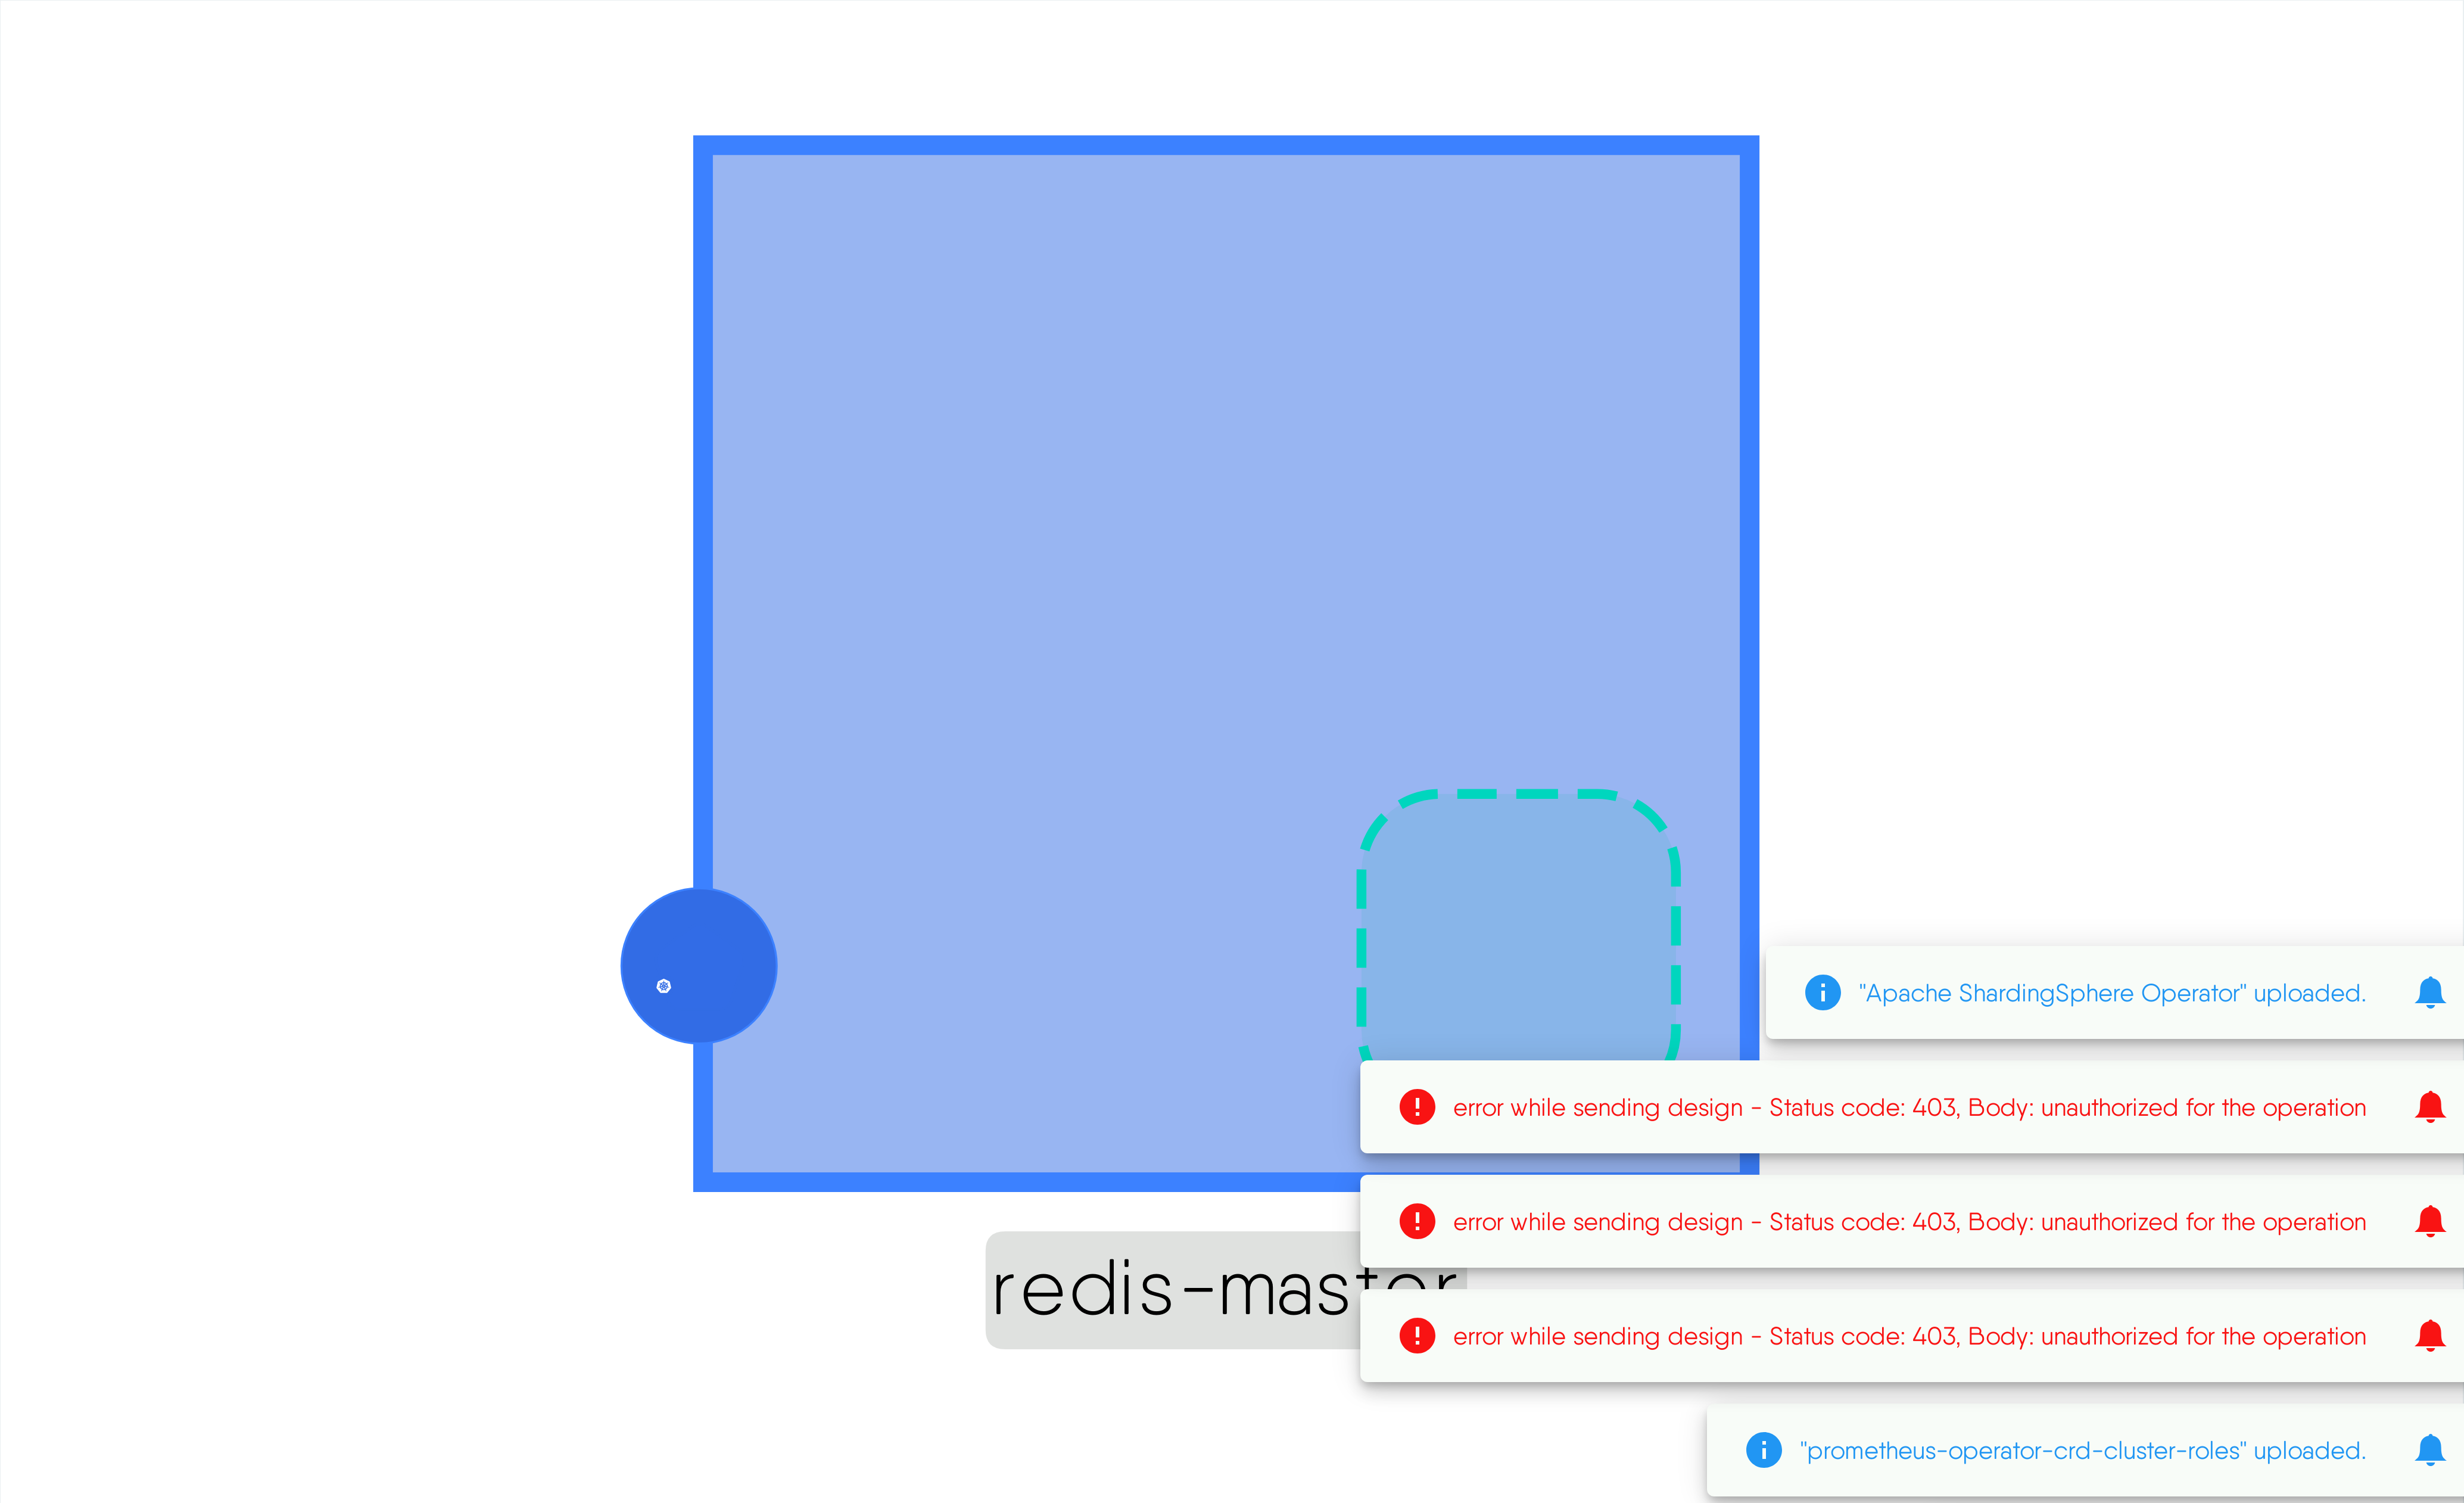 "Apache ShardingSphere Operator" uploaded.
error while sending design - Status code: 403, Body: unauthorized for the operation
error while sending design - Status code: 403, Body: unauthorized for the operation
redis-master
error while sending design - Status code: 403, Body: unauthorized for the operation
"prometheus-operator-crd-cluster-roles" uploaded.